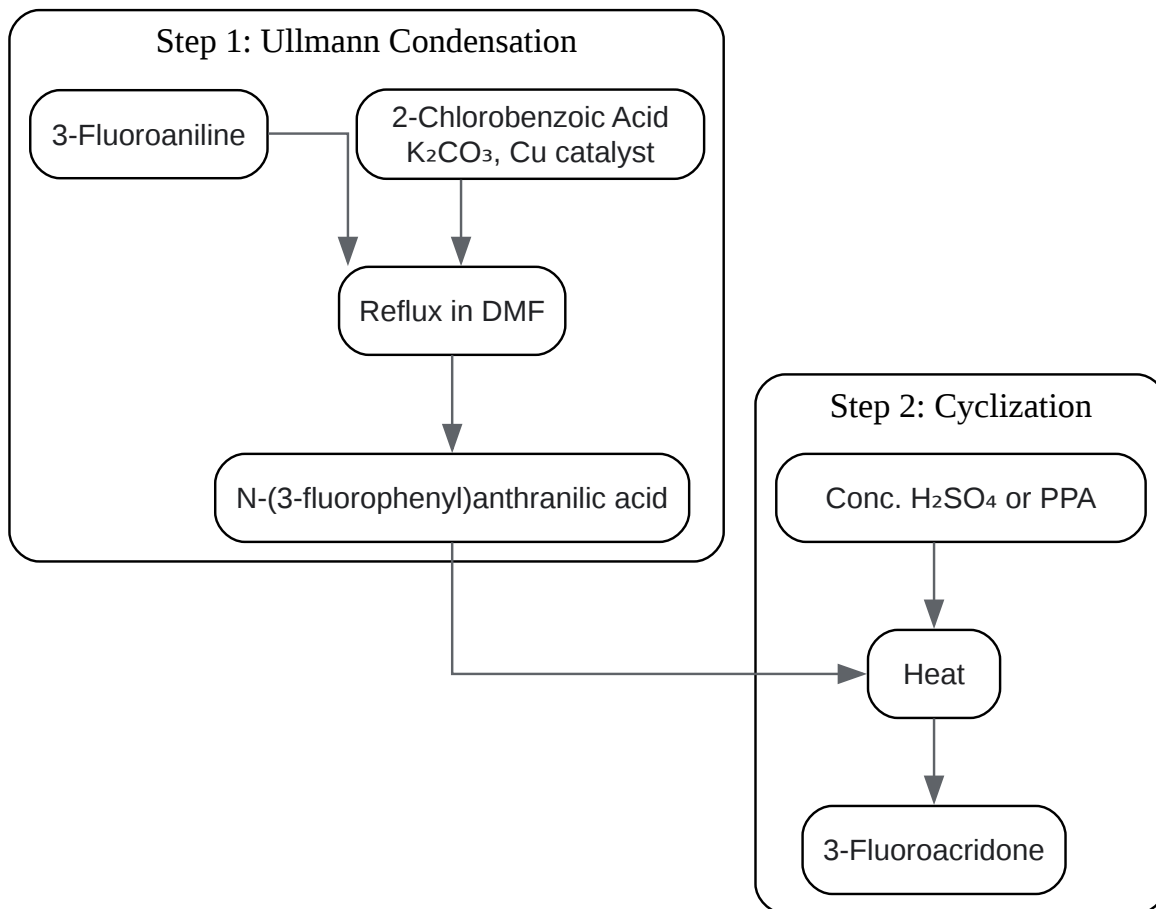 Step 1: Ullmann Condensation
3-Fluoroaniline
2-Chlorobenzoic Acid
K₂CO₃, Cu catalyst
Reflux in DMF
N-(3-fluorophenyl)anthranilic acid
Step 2: Cyclization
Conc. H₂SO₄ or PPA
Heat
3-Fluoroacridone